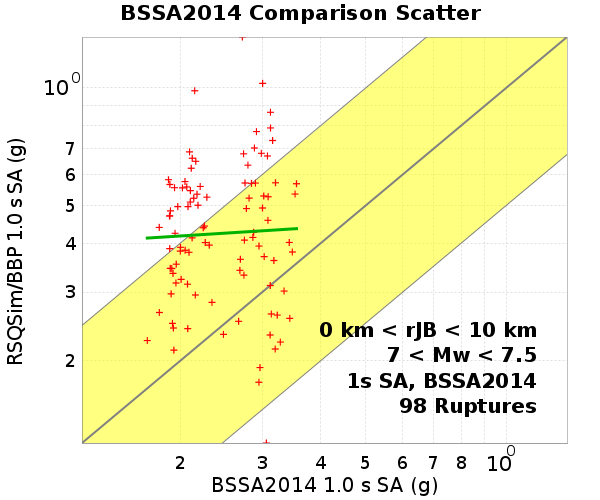 BSSA2014 Comparison Scatter
RSQSim/BBP 1.0 s SA (g)
10^0
7
6
5
4
3
2
0 km < rJB < 10 km
7 < Mw < 7.5
1s SA, BSSA2014
98 Ruptures
2 3 4 5 6 7 8 10^0
BSSA2014 1.0 s SA (g)